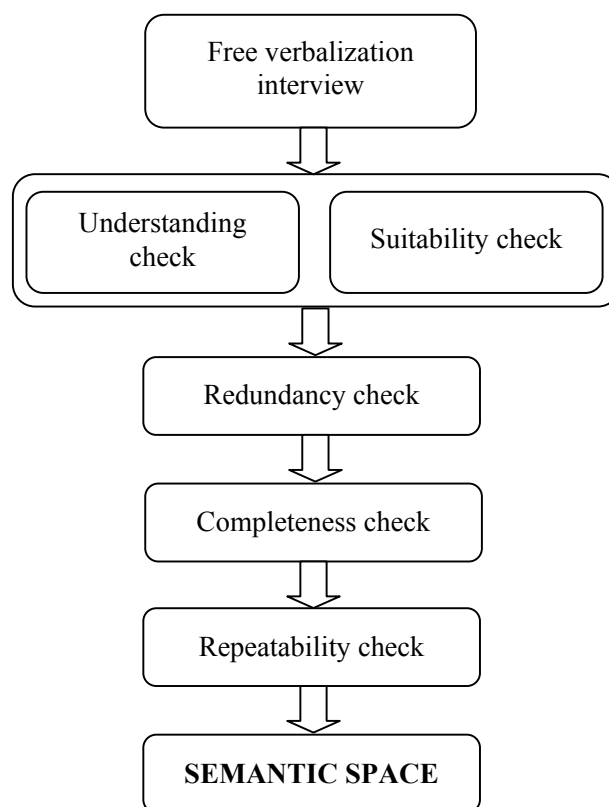 Free verbalization
interview
Understanding
check
Suitability check
Redundancy check
Completeness check
Repeatability check
SEMANTIC SPACE